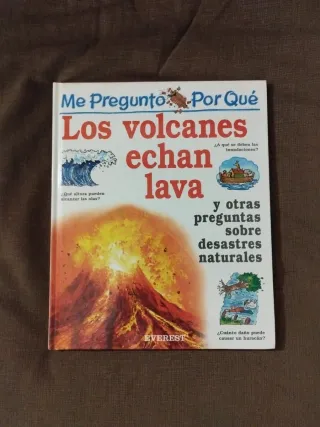 Me Pregunto Por Qué
Los volcanes
echan
lava
y otras
preguntas
sobre
desastres
naturales
¿A qué se deben las
inundaciones?
¿Qué altura pueden
alcanzar las olas?
¿Cuánto daño puede
causar un huracán?
EVEREST